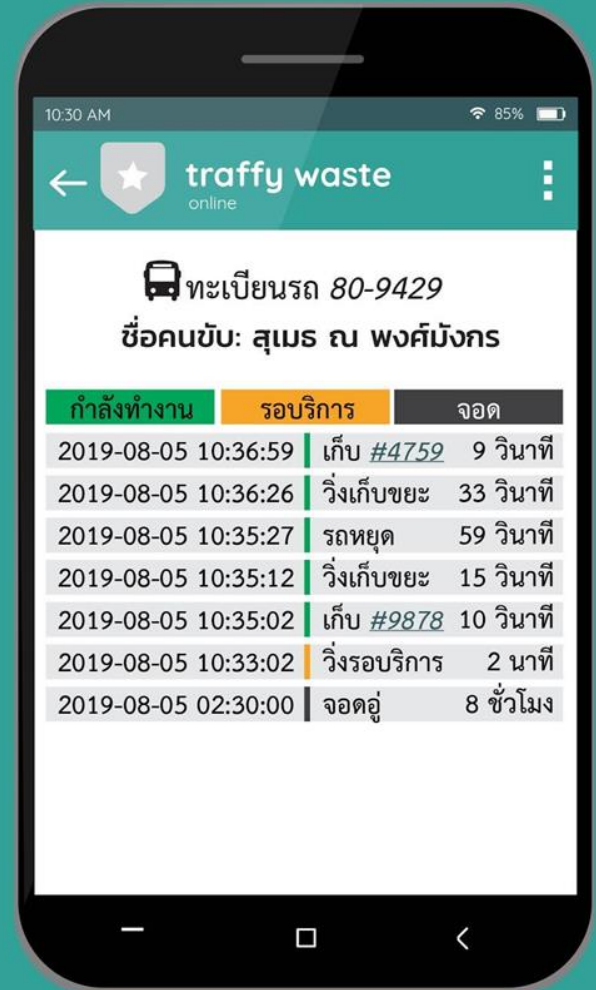 10:30 AM 85%
traffy waste
online
ทะเบียนรถ 80-9429
ชื่อคนขับ: สุเมธ ณ พงศ์มังกร
กำลังทำงาน รอบริการ จอด
2019-08-05 10:36:59 เก็บ #4759 9 วินาที
2019-08-05 10:36:26 วิ่งเก็บขยะ 33 วินาที
2019-08-05 10:35:27 รถหยุด 59 วินาที
2019-08-05 10:35:12 วิ่งเก็บขยะ 15 วินาที
2019-08-05 10:35:02 เก็บ #9878 10 วินาที
2019-08-05 10:33:02 วิ่งรอบริการ 2 นาที
2019-08-05 02:30:00 จอดอู่ 8 ชั่วโมง